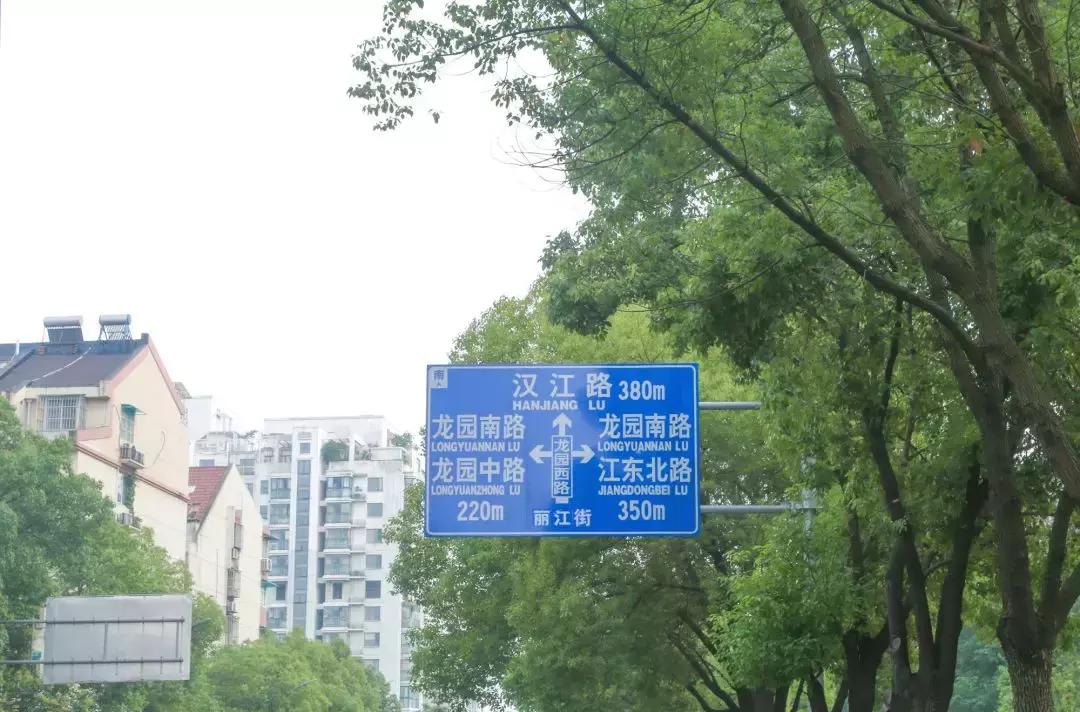 南
汉江路 380m
HANJIANG LU
龙园南路
LONGYUANNAN LU
龙园中路
LONGYUANZHONG LU
220m
龙园西路
丽江街
龙园南路
LONGYUANNAN LU
江东北路
JIANGDONGBEI LU
350m